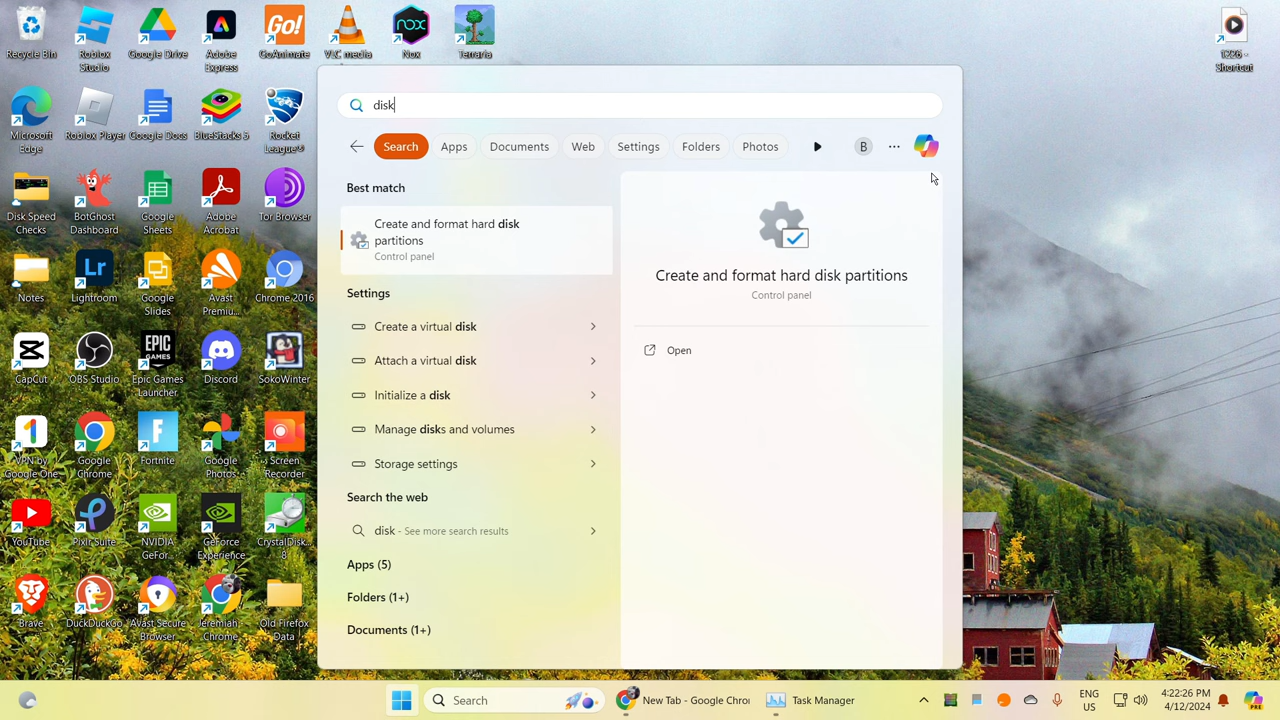 Recycle Bin
Roblox Studio
Google Drive
Adobe Express
GoAnimate
VLC media
Nox
Terraria
1226 - Shortcut
Microsoft Edge
Roblox Player
Google Docs
BlueStacks 5
Rocket League®
Disk Speed Checks
BotGhost Dashboard
Google Sheets
Adobe Acrobat
Tor Browser
Notes
Lightroom
Google Slides
Avast Premiu...
Chrome 2016
CapCut
OBS Studio
Epic Games Launcher
Discord
SokoWinter
VPN by Google One
Google Chrome
Fortnite
Google Photos
Screen Recorder
YouTube
Pixlr Suite
NVIDIA GeFor...
GeForce Experience
CrystalDisk... 8
Brave
DuckDuckGo
Avast Secure Browser
Jeremiah - Chrome
Old Firefox Data
GO!
nox
EPIC GAMES
disk
Search
Apps
Documents
Web
Settings
Folders
Photos
B
Best match
Create and format hard disk
partitions
Control panel
Settings
Create a virtual disk
Attach a virtual disk
Initialize a disk
Manage disks and volumes
Storage settings
Search the web
disk - See more search results
Apps (5)
Folders (1+)
Documents (1+)
Create and format hard disk partitions
Control panel
Open
Search
New Tab - Google Chro
Task Manager
ENG
US
4:22:26 PM
4/12/2024
PRE